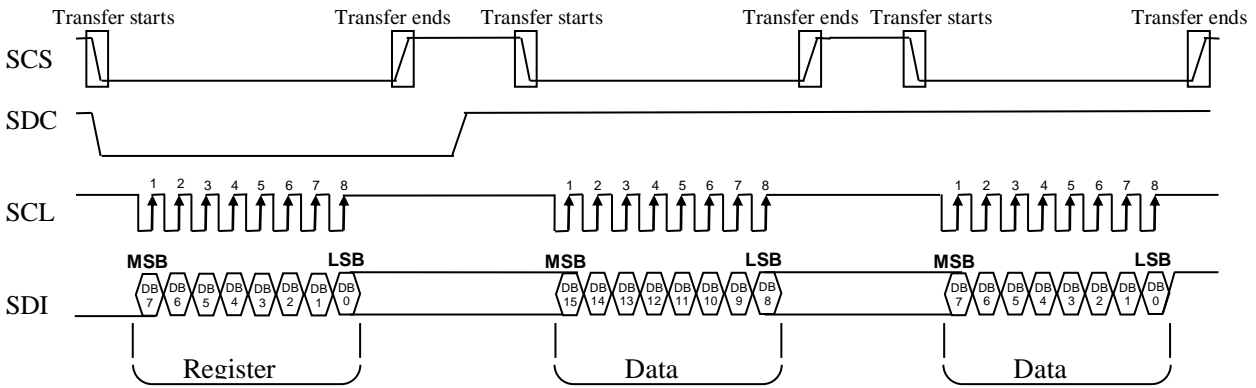 Transfer starts Transfer ends Transfer starts Transfer ends Transfer starts Transfer ends
SCS
SDC
1 2 3 4 5 6 7 8 1 2 3 4 5 6 7 8 1 2 3 4 5 6 7 8
SCL
MSB LSB MSB LSB MSB LSB
DB DB DB DB DB DB DB DB DB DB DB DB DB DB DB DB DB DB DB DB DB DB DB DB
7 6 5 4 3 2 1 0 15 14 13 12 11 10 9 8 7 6 5 4 3 2 1 0
SDI
Register Data Data